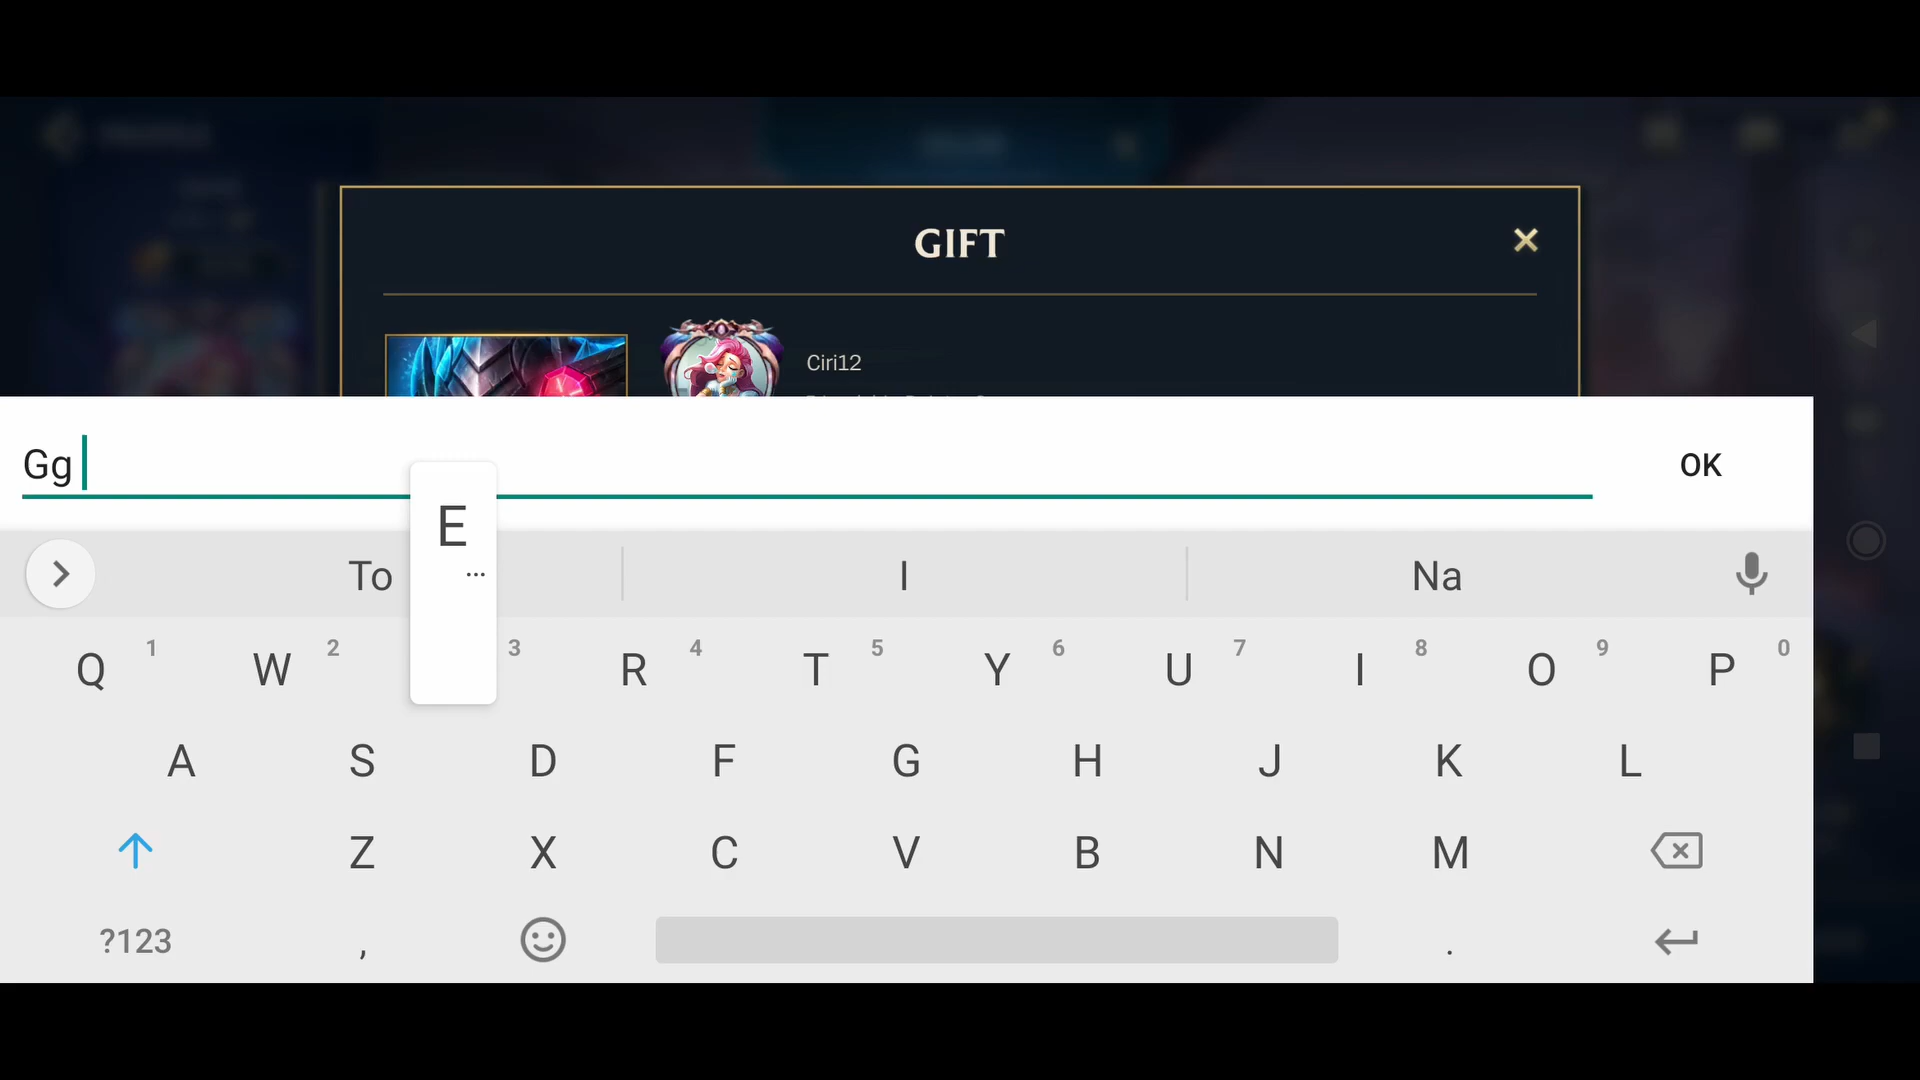 GIFT
Ciri12
Gg
OK
E
...
To
I
Na
Q 1 W 2 3 R 4 T 5 Y 6 U 7 I 8 O 9 P 0
A S D F G H J K L
Z X C V B N M
?123 , .